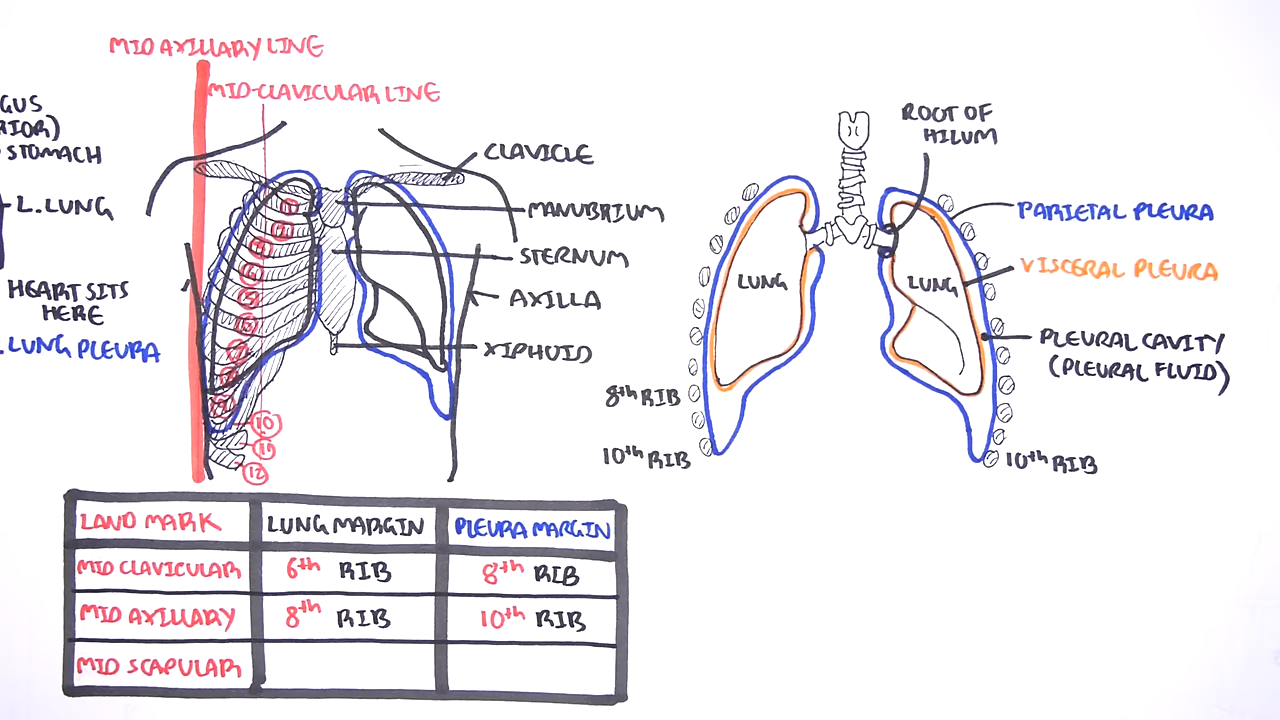 MID AXILLARY LINE
MID-CLAVICULAR LINE
GUS
RIOR)
STOMACH
L.LUNG
HEART SITS
HERE
.LUNG PLEURA
CLAVICLE
MANUBRIUM
STERNUM
AXILLA
XIPHOID
10
11
12
ROOT OF
HILUM
PARIETAL PLEURA
VISCERAL PLEURA
PLEURAL CAVITY
(PLEURAL FLUID)
LUNG
LUNG
8th RIB
10th RIB
10th RIB
LAND MARK LUNG MARGIN PLEURA MARGIN
MID CLAVICULAR 6th RIB 8th RIB
MID AXILLARY 8th RIB 10th RIB
MID SCAPULAR